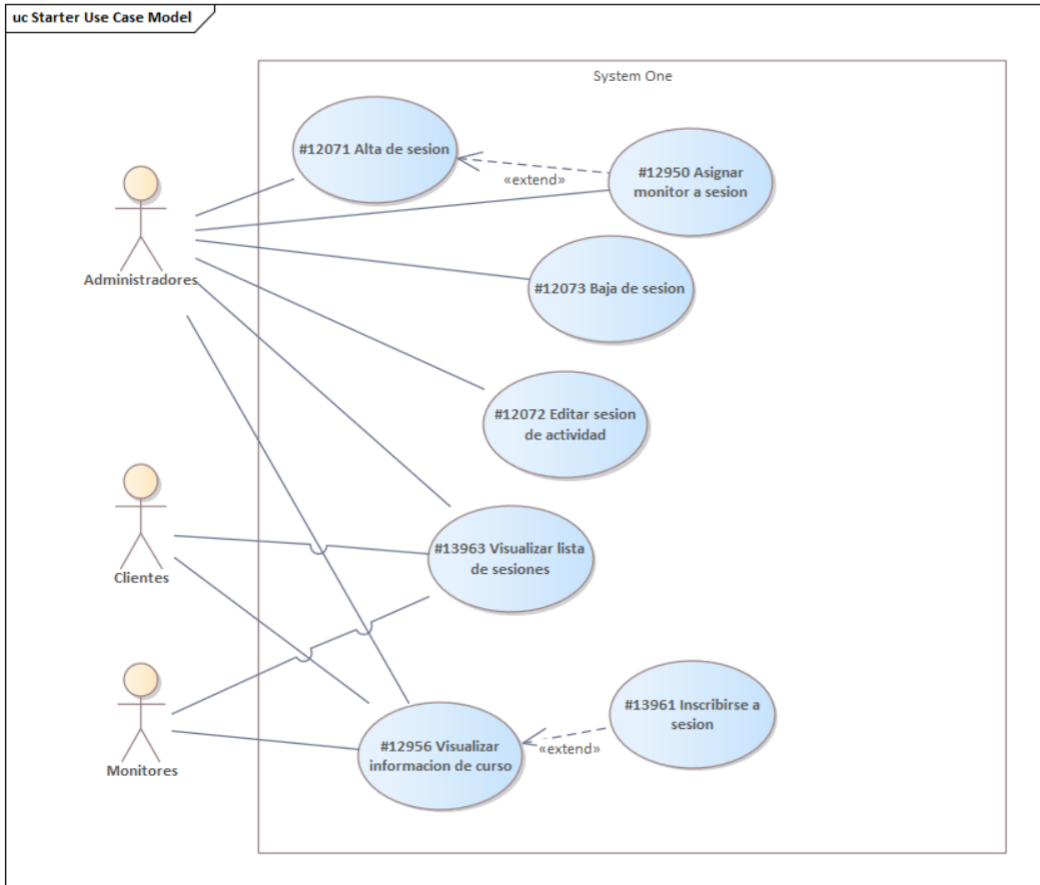 uc Starter Use Case Model
System One
#12071 Alta de sesion
#12950 Asignar
monitor a sesion
«extend»
Administradores
#12073 Baja de sesion
#12072 Editar sesion
de actividad
#13963 Visualizar lista
de sesiones
Clientes
#13961 Inscribirse a
sesion
#12956 Visualizar
informacion de curso
«extend»
Monitores